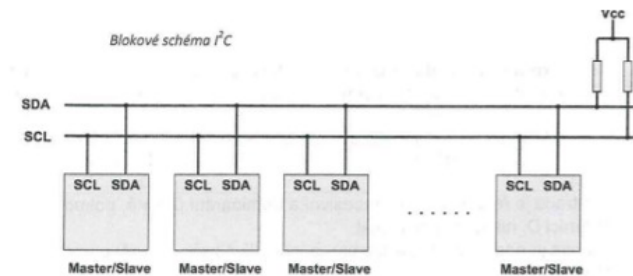 Vcc
Blokové schéma I²C
SDA
SCL
SCL SDA
SCL SDA
SCL SDA
SCL SDA
Master/Slave
Master/Slave
Master/Slave
Master/Slave